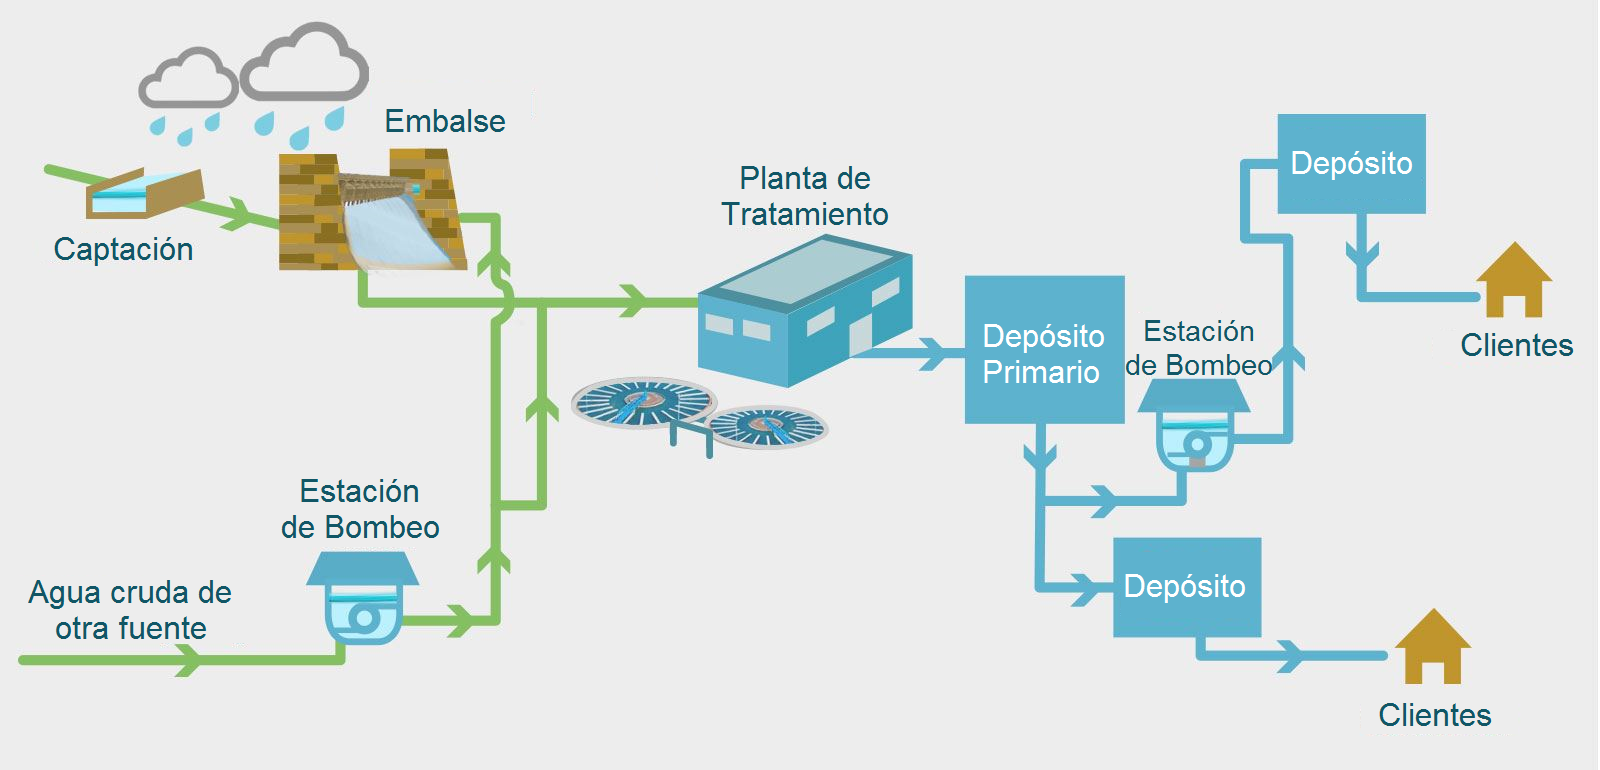 Embalse
Captación
Planta de
Tratamiento
Depósito
Clientes
Depósito
Primario
Estación
de Bombeo
Estación
de Bombeo
Agua cruda de
otra fuente
Depósito
Clientes